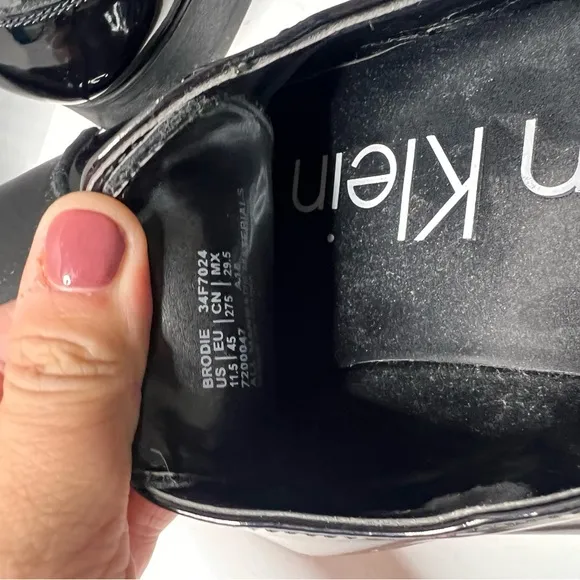 BRODIE 34F7024
US | EU | CN | MX
11.5 | 45 | 275 | 29.5
7200047
n Klein